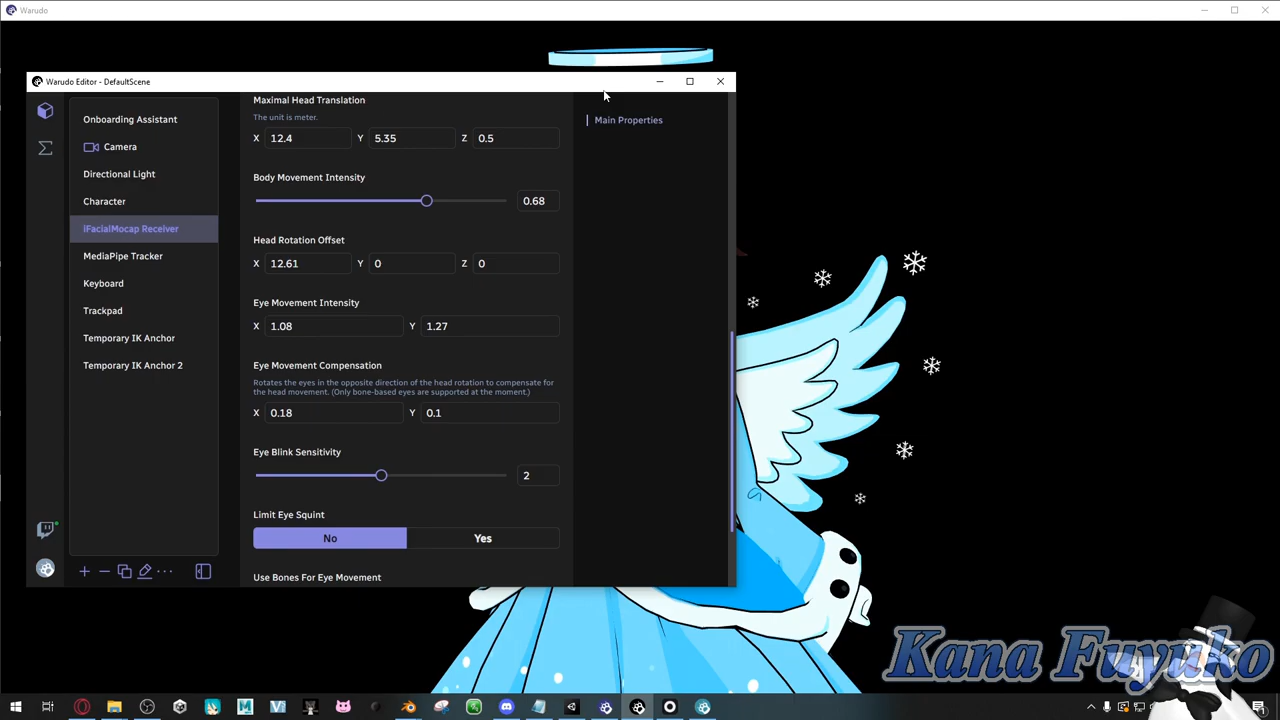 Warudo
Warudo Editor - DefaultScene
Onboarding Assistant
Camera
Directional Light
Character
iFacialMocap Receiver
MediaPipe Tracker
Keyboard
Trackpad
Temporary IK Anchor
Temporary IK Anchor 2
Maximal Head Translation
The unit is meter.
X 12.4 Y 5.35 Z 0.5
Body Movement Intensity
0.68
Head Rotation Offset
X 12.61 Y 0 Z 0
Eye Movement Intensity
X 1.08 Y 1.27
Eye Movement Compensation
Rotates the eyes in the opposite direction of the head rotation to compensate for
the head movement. (Only bone-based eyes are supported at the moment.)
X 0.18 Y 0.1
Eye Blink Sensitivity
2
Limit Eye Squint
No Yes
Use Bones For Eye Movement
Main Properties
Kana Fuyuko